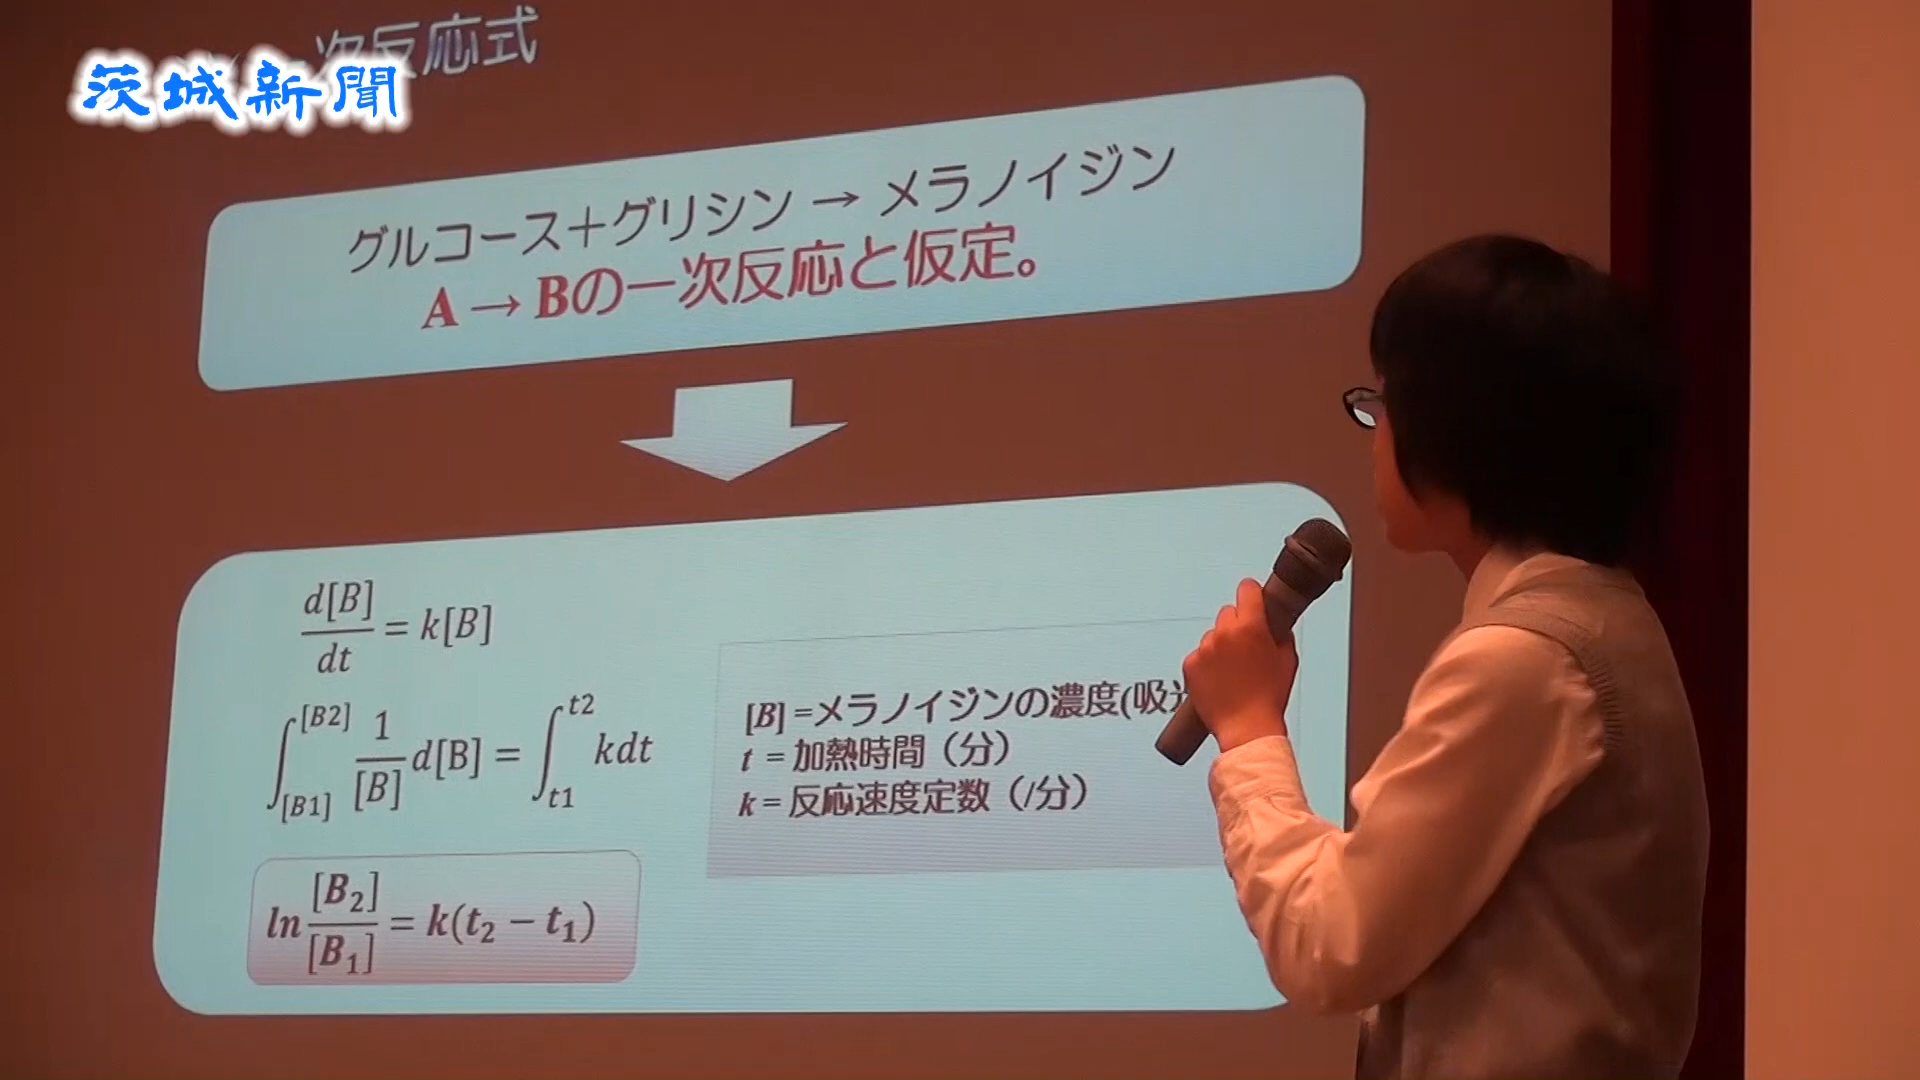 一次反応式
茨城新聞
グルコース+グリシン → メラノイジン
A → Bの一次反応と仮定。
d[B]/dt = k[B]
∫[B1][B2] 1/[B] d[B] = ∫t1t2 kdt
ln [B2]/[B1] = k(t2 − t1)
[B] =メラノイジンの濃度(吸
t = 加熱時間(分)
k = 反応速度定数(/分)